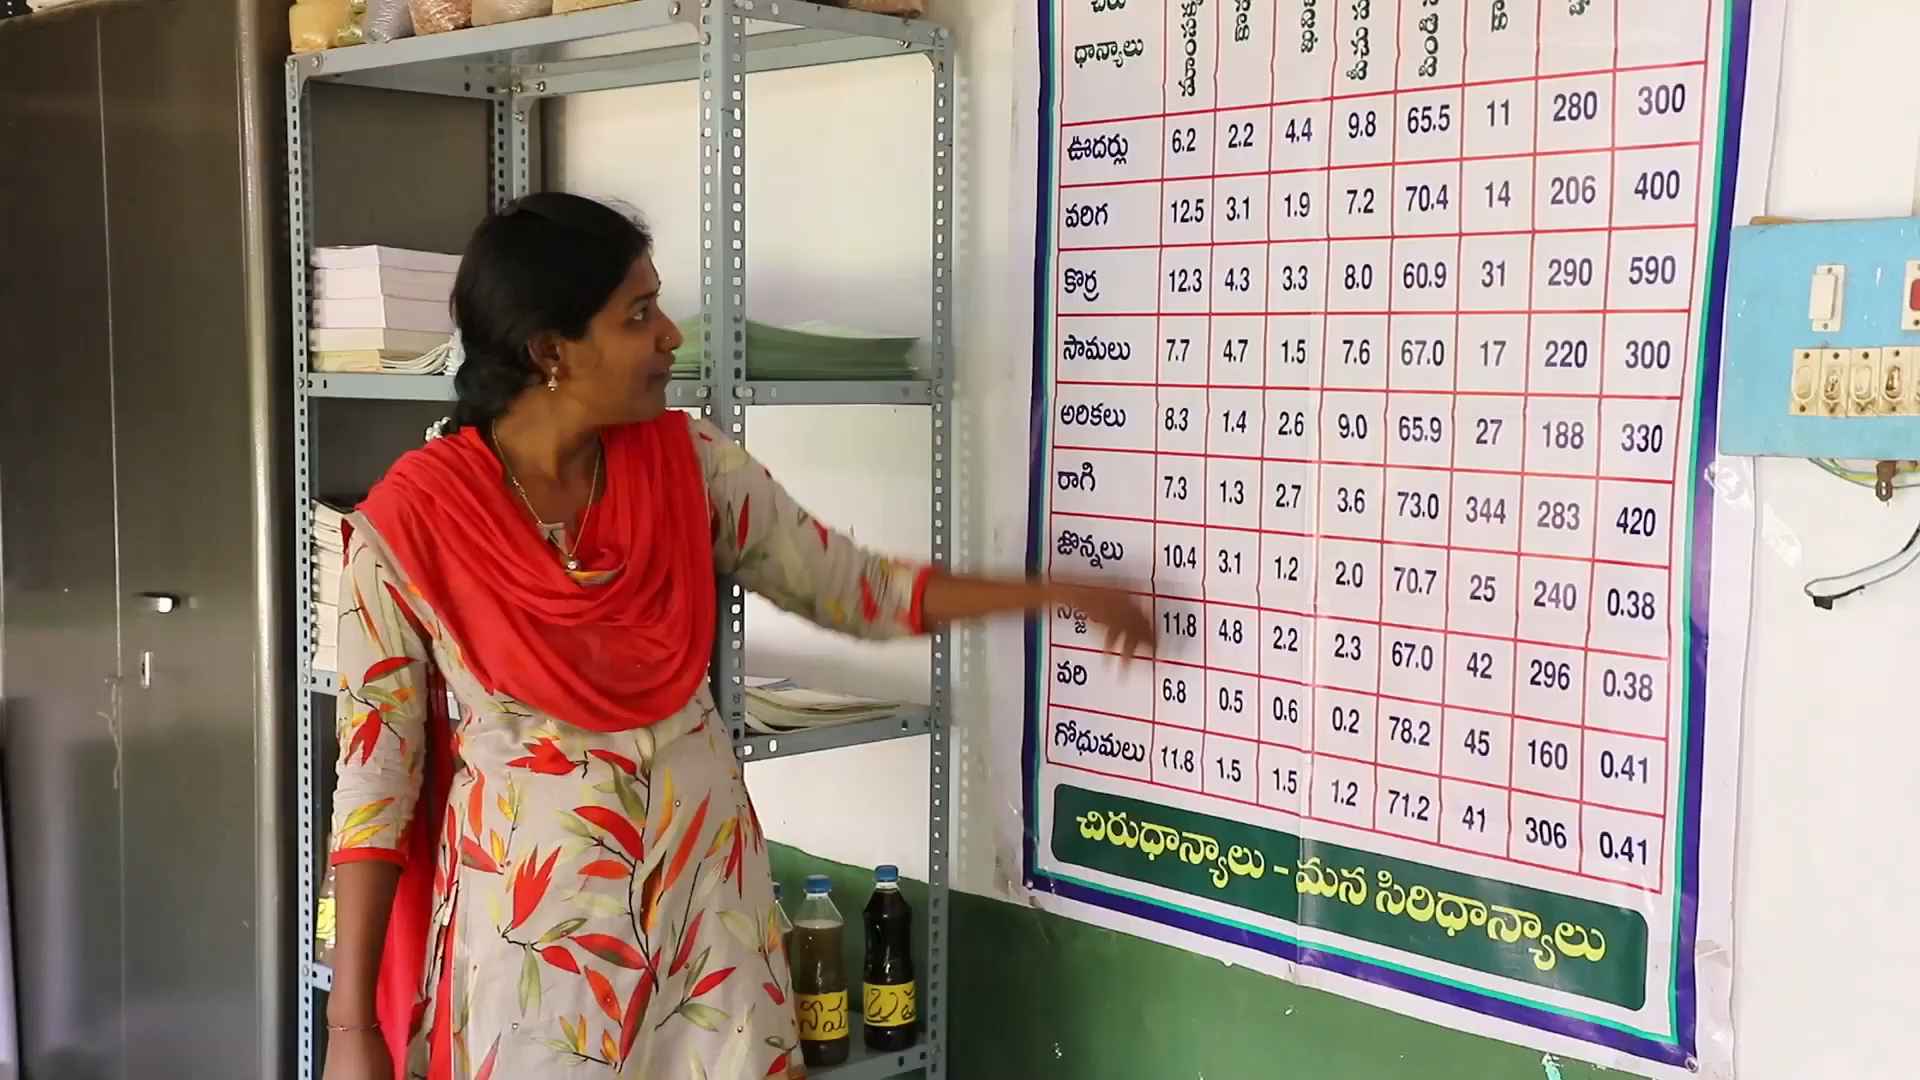 చిరు
ధాన్యాలు
ఊదర్లు 6.2 2.2 4.4 9.8 65.5 11 280 300
వరిగ 12.5 3.1 1.9 7.2 70.4 14 206 400
కొర్ర 12.3 4.3 3.3 8.0 60.9 31 290 590
సామలు 7.7 4.7 1.5 7.6 67.0 17 220 300
అరికలు 8.3 1.4 2.6 9.0 65.9 27 188 330
రాగి 7.3 1.3 2.7 3.6 73.0 344 283 420
జొన్నలు 10.4 3.1 1.2 2.0 70.7 25 240 0.38
11.8 4.8 2.2 2.3 67.0 42 296 0.38
వరి 6.8 0.5 0.6 0.2 78.2 45 160 0.41
గోధుమలు 11.8 1.5 1.5 1.2 71.2 41 306 0.41
చిరుధాన్యాలు - మన సిరిధాన్యాలు